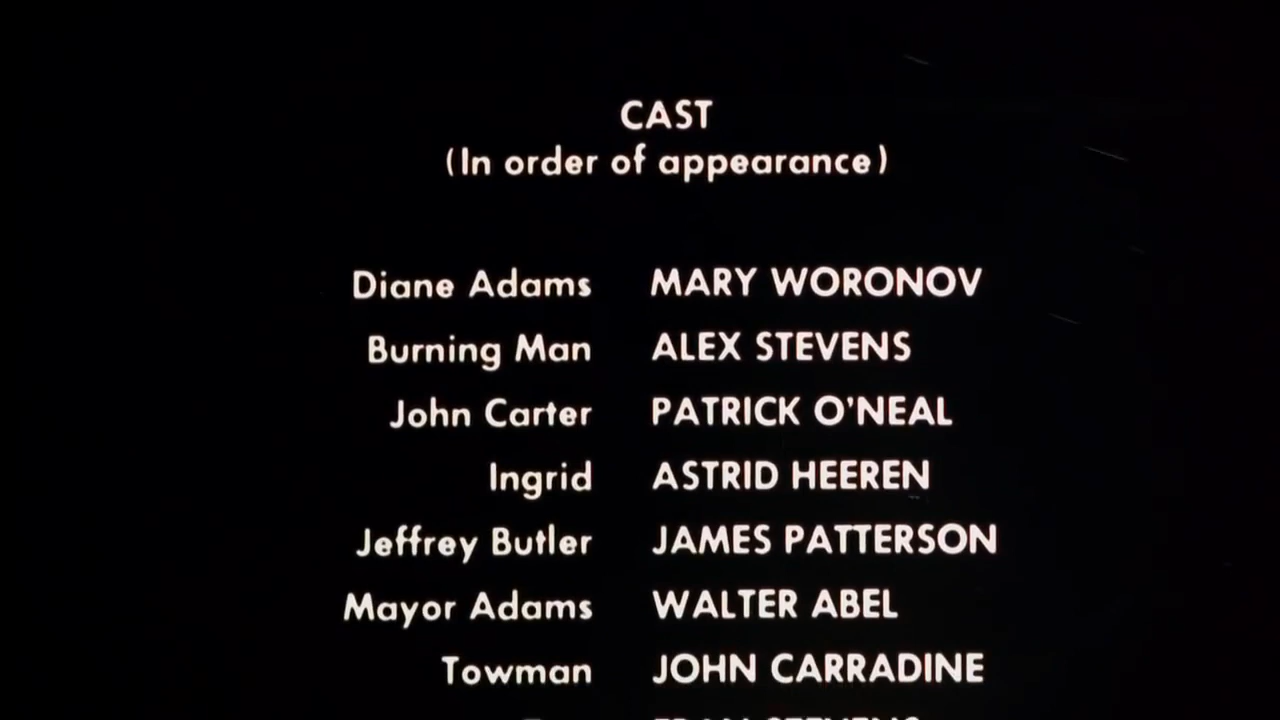 CAST
(In order of appearance)
Diane Adams MARY WORONOV
Burning Man ALEX STEVENS
John Carter PATRICK O'NEAL
Ingrid ASTRID HEEREN
Jeffrey Butler JAMES PATTERSON
Mayor Adams WALTER ABEL
Towman JOHN CARRADINE
STEVENS